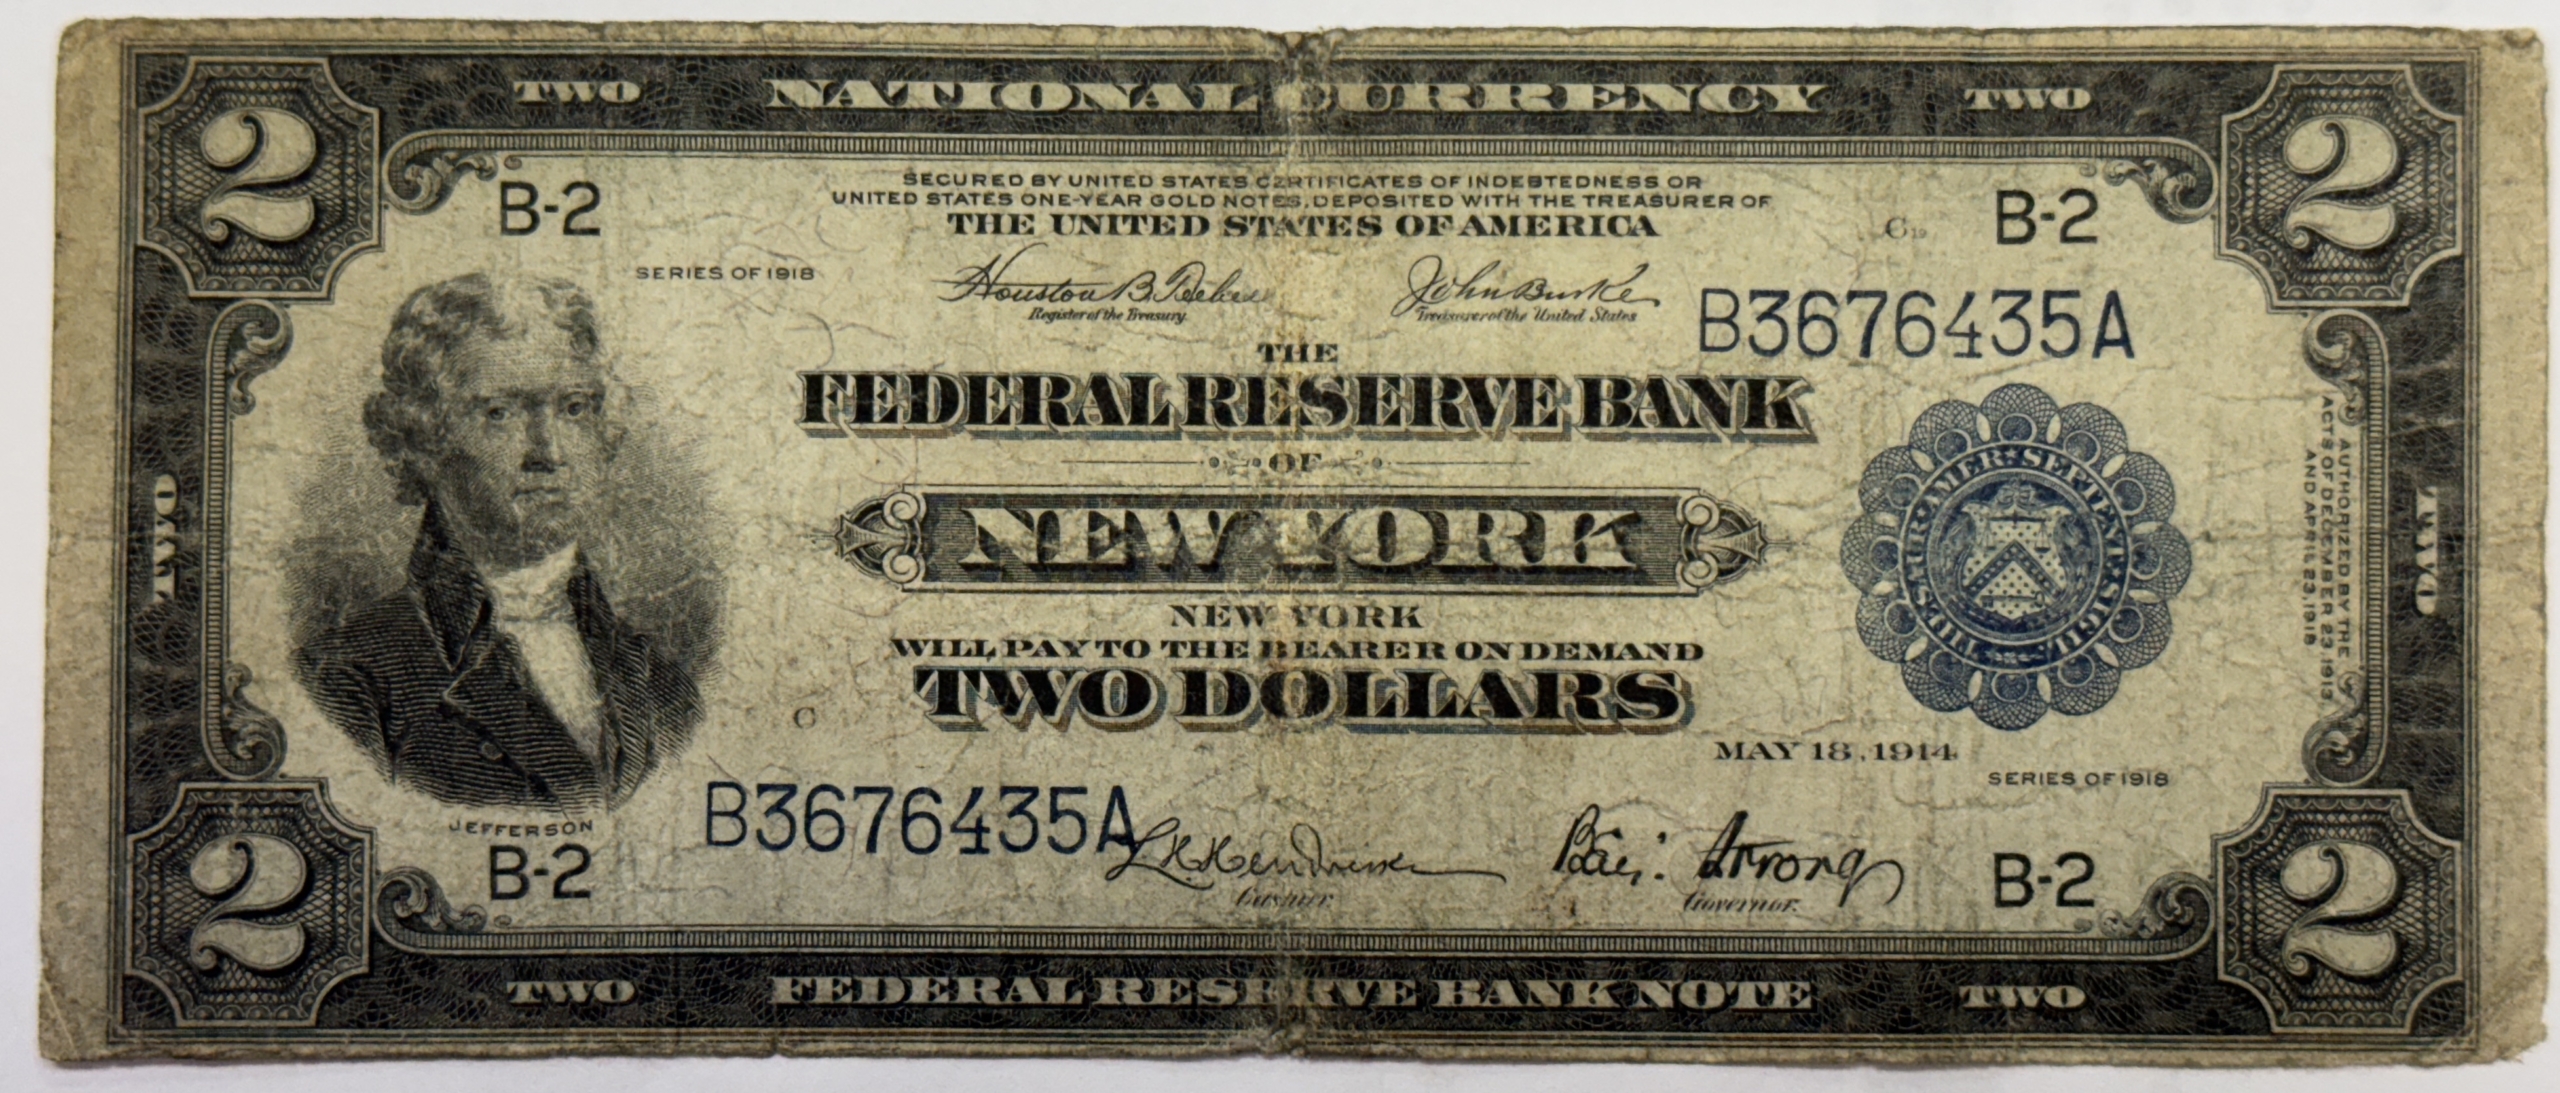 TWO NATIONAL CURRENCY TWO
2 2
B-2 B-2
SECURED BY UNITED STATES CERTIFICATES OF INDEBTEDNESS OR
UNITED STATES ONE-YEAR GOLD NOTES, DEPOSITED WITH THE TREASURER OF
THE UNITED STATES OF AMERICA
C
SERIES OF 1918
Houston B. Teehee John Burke
Register of the Treasury. Treasurer of the United States
B3676435A
THE
FEDERAL RESERVE BANK
OF
NEW YORK
NEW YORK
WILL PAY TO THE BEARER ON DEMAND
TWO DOLLARS
C
THESAUR. AMER. SEPTENT. SIGIL.
AUTHORIZED BY THE
ACTS OF DECEMBER 23, 1913,
AND APRIL 23, 1918
TWO
TWO
MAY 18, 1914
SERIES OF 1918
JEFFERSON
B3676435A
B-2 B-2
L.H. Hendricks Benj. Strong
Cashier. Governor.
2 2
TWO FEDERAL RESERVE BANK NOTE TWO